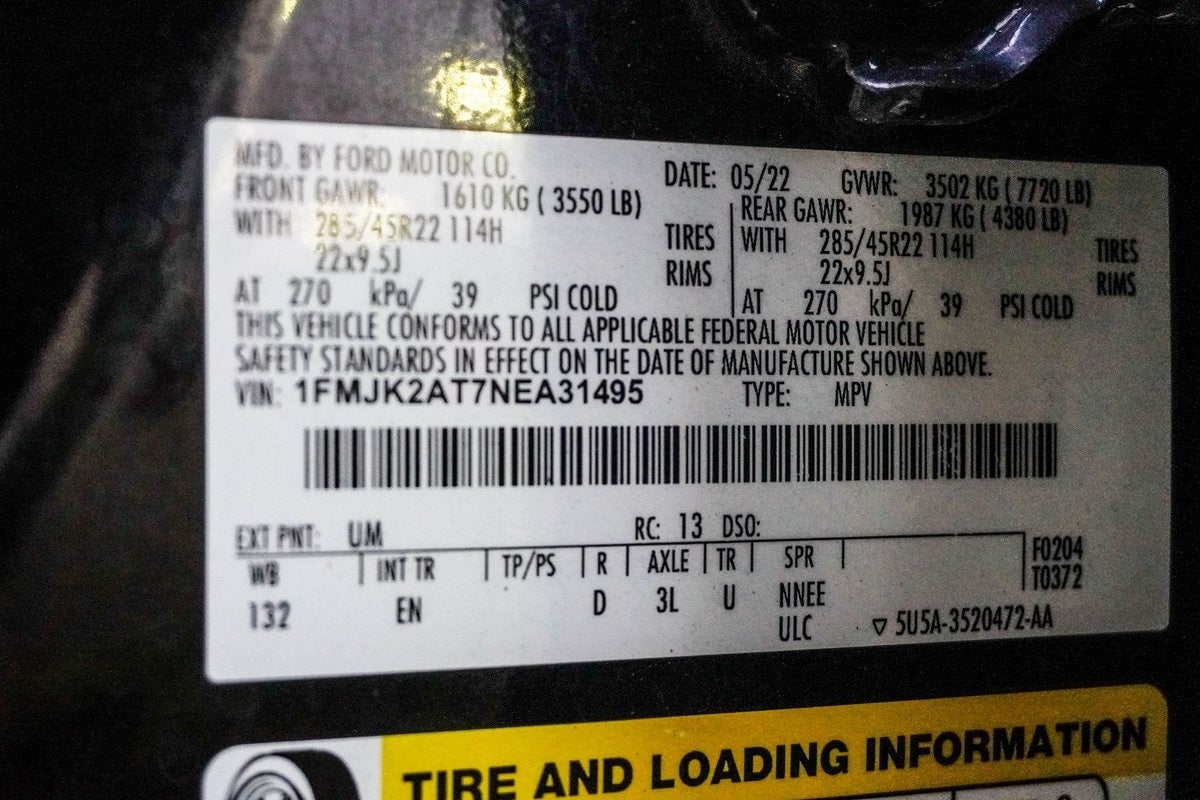 MFD. BY FORD MOTOR CO. DATE: 05/22 GVWR: 3502 KG ( 7720 LB)
FRONT GAWR: 1610 KG ( 3550 LB) REAR GAWR: 1987 KG ( 4380 LB)
WITH 285/45R22 114H TIRES WITH 285/45R22 114H TIRES
22x9.5J RIMS 22x9.5J RIMS
AT 270 kPa/ 39 PSI COLD AT 270 kPa/ 39 PSI COLD
THIS VEHICLE CONFORMS TO ALL APPLICABLE FEDERAL MOTOR VEHICLE
SAFETY STANDARDS IN EFFECT ON THE DATE OF MANUFACTURE SHOWN ABOVE.
VIN: 1FMJK2AT7NEA31495 TYPE: MPV
EXT PNT: UM RC: 13 DSO:
WB INT TR TP/PS R AXLE TR SPR F0204
T0372
132 EN D 3L U NNEE
ULC ▽ 5U5A-3520472-AA
TIRE AND LOADING INFORMATION